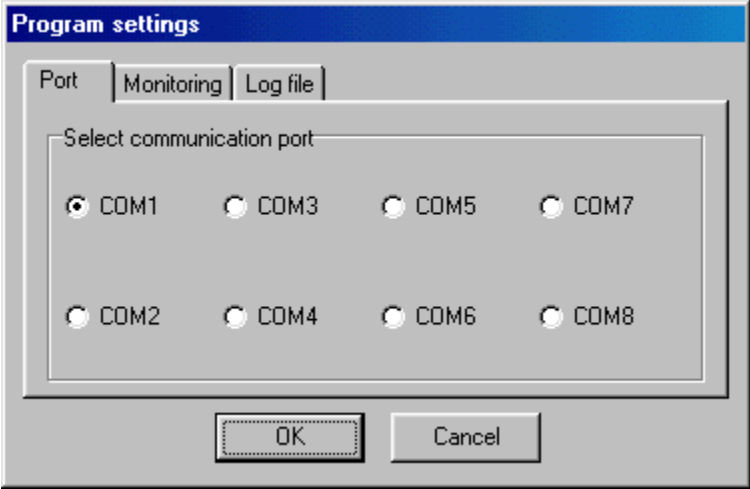 Program settings
Port Monitoring Log file
Select communication port
COM1 COM3 COM5 COM7
COM2 COM4 COM6 COM8
OK Cancel